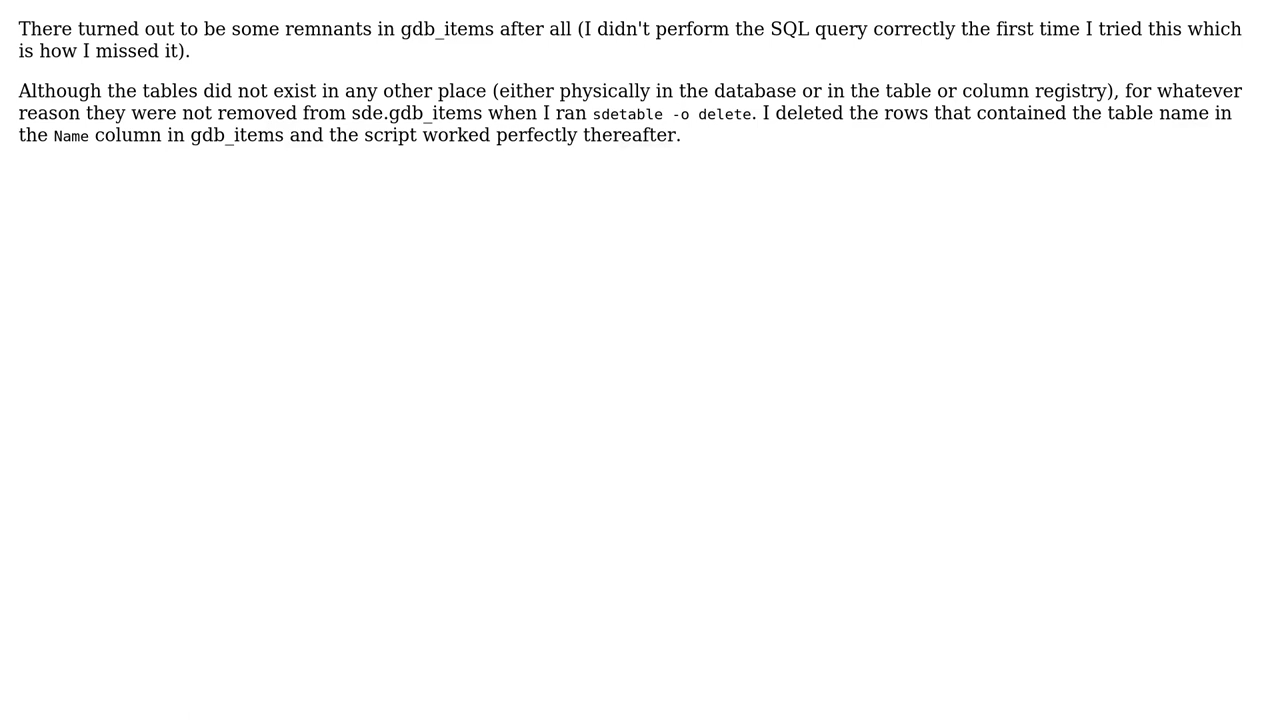 There turned out to be some remnants in gdb_items after all (I didn't perform the SQL query correctly the first time I tried this which
is how I missed it).
Although the tables did not exist in any other place (either physically in the database or in the table or column registry), for whatever
reason they were not removed from sde.gdb_items when I ran sdetable -o delete. I deleted the rows that contained the table name in
the Name column in gdb_items and the script worked perfectly thereafter.